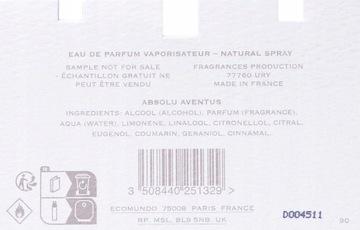 EAU DE PARFUM VAPORISATEUR – NATURAL SPRAY
SAMPLE NOT FOR SALE
- ÉCHANTILLON GRATUIT NE
PEUT ÊTRE VENDU
FRAGRANCES PRODUCTION
77760 URY
MADE IN FRANCE
ABSOLU AVENTUS
INGREDIENTS: ALCOOL (ALCOHOL), PARFUM (FRAGRANCE),
AQUA (WATER), LIMONENE, LINALOOL, CITRONELLOL, CITRAL,
EUGENOL, COUMARIN, GERANIOL, CINNAMAL.
3 508440 251329 >
D004511
ECOMUNDO 75008 PARIS FRANCE
RP, MSL, BL9 5NB, UK
90